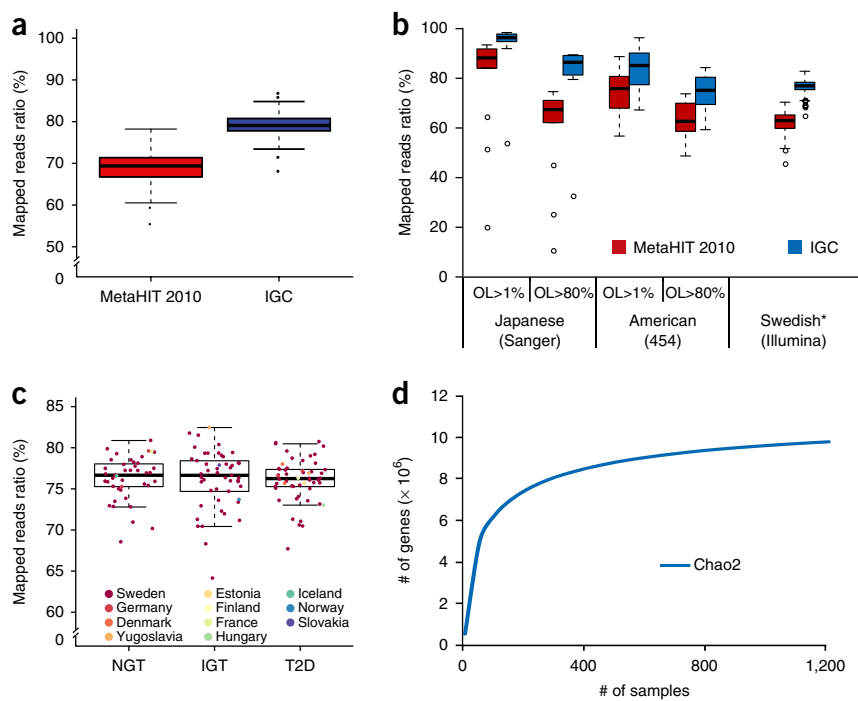 a
Mapped reads ratio (%)
100
90
80
70
60
50
0
MetaHIT 2010
IGC
b
Mapped reads ratio (%)
100
80
60
40
20
0
MetaHIT 2010
IGC
OL>1%
OL>80%
OL>1%
OL>80%
Japanese
(Sanger)
American
(454)
Swedish*
(Illumina)
c
Mapped reads ratio (%)
85
80
75
70
65
60
0
Sweden
Germany
Denmark
Yugoslavia
Estonia
Finland
France
Hungary
Iceland
Norway
Slovakia
NGT
IGT
T2D
d
# of genes (× 10⁶)
12
10
8
6
4
2
0
Chao2
0
400
800
1,200
# of samples